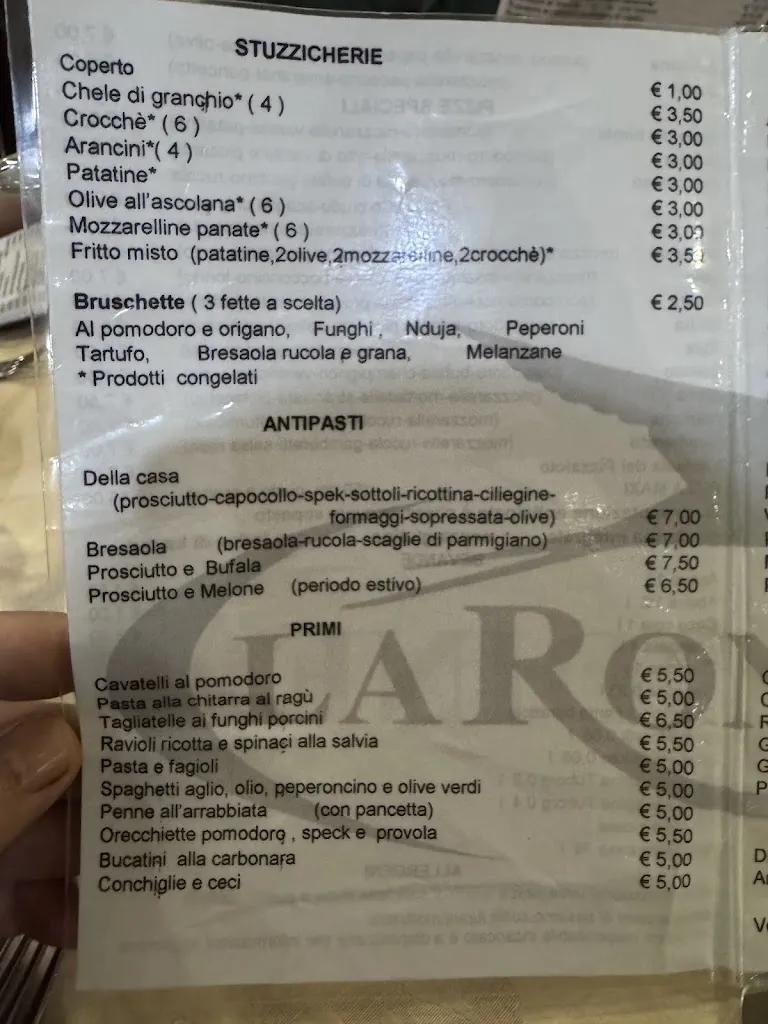 STUZZICHERIE
Coperto € 1,00
Chele di granchio* ( 4 ) € 3,50
Crocchè* ( 6 ) € 3,00
Arancini*( 4 ) € 3,00
Patatine* € 3,00
Olive all'ascolana* ( 6 ) € 3,00
Mozzarelline panate* ( 6 ) € 3,00
Fritto misto (patatine,2olive,2mozzarelline,2crocchè)* € 3,50
Bruschette ( 3 fette a scelta) € 2,50
Al pomodoro e origano, Funghi , Nduja, Peperoni
Tartufo, Bresaola rucola e grana, Melanzane
* Prodotti congelati
ANTIPASTI
Della casa
(prosciutto-capocollo-spek-sottoli-ricottina-ciliegine-
formaggi-sopressata-olive) € 7,00
Bresaola (bresaola-rucola-scaglie di parmigiano) € 7,00
Prosciutto e Bufala € 7,50
Prosciutto e Melone (periodo estivo) € 6,50
PRIMI
LA RON
Cavatelli al pomodoro € 5,50
Pasta alla chitarra al ragù € 5,00
Tagliatelle ai funghi porcini € 6,50
Ravioli ricotta e spinaci alla salvia € 5,50
Pasta e fagioli € 5,00
Spaghetti aglio, olio, peperoncino e olive verdi € 5,00
Penne all'arrabbiata (con pancetta) € 5,00
Orecchiette pomodoro , speck e provola € 5,50
Bucatini alla carbonara € 5,00
Conchiglie e ceci € 5,00